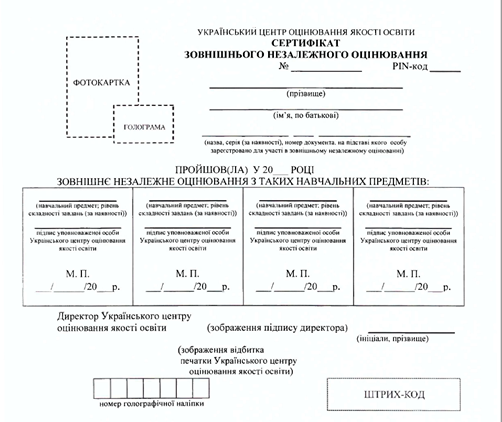 УКРАЇНСЬКИЙ ЦЕНТР ОЦІНЮВАННЯ ЯКОСТІ ОСВІТИ
СЕРТИФІКАТ
ЗОВНІШНЬОГО НЕЗАЛЕЖНОГО ОЦІНЮВАННЯ
№ ____________ PIN-код ______
ФОТОКАРТКА
ГОЛОГРАМА
(прізвище)
(ім’я, по батькові)
(назва, серія (за наявності), номер документа, на підставі якого особу
зареєстровано для участі в зовнішньому незалежному оцінюванні)
ПРОЙШОВ(ЛА) У 20___ РОЦІ
ЗОВНІШНЄ НЕЗАЛЕЖНЕ ОЦІНЮВАННЯ З ТАКИХ НАВЧАЛЬНИХ ПРЕДМЕТІВ:
(навчальний предмет; рівень
складності завдань (за наявності))
підпис уповноваженої особи
Українського центру оцінювання
якості освіти
М. П.
___/_____/20___р.
(навчальний предмет; рівень
складності завдань (за наявності))
підпис уповноваженої особи
Українського центру оцінювання
якості освіти
М. П.
___/_____/20___р.
(навчальний предмет; рівень
складності завдань (за наявності))
підпис уповноваженої особи
Українського центру оцінювання
якості освіти
М. П.
___/_____/20___р.
(навчальний предмет; рівень
складності завдань (за наявності))
підпис уповноваженої особи
Українського центру оцінювання
якості освіти
М. П.
___/_____/20___р.
Директор Українського центру
оцінювання якості освіти (зображення підпису директора)
(ініціали, прізвище)
(зображення відбитка
печатки Українського центру
оцінювання якості освіти)
номер голографічної наліпки
ШТРИХ-КОД